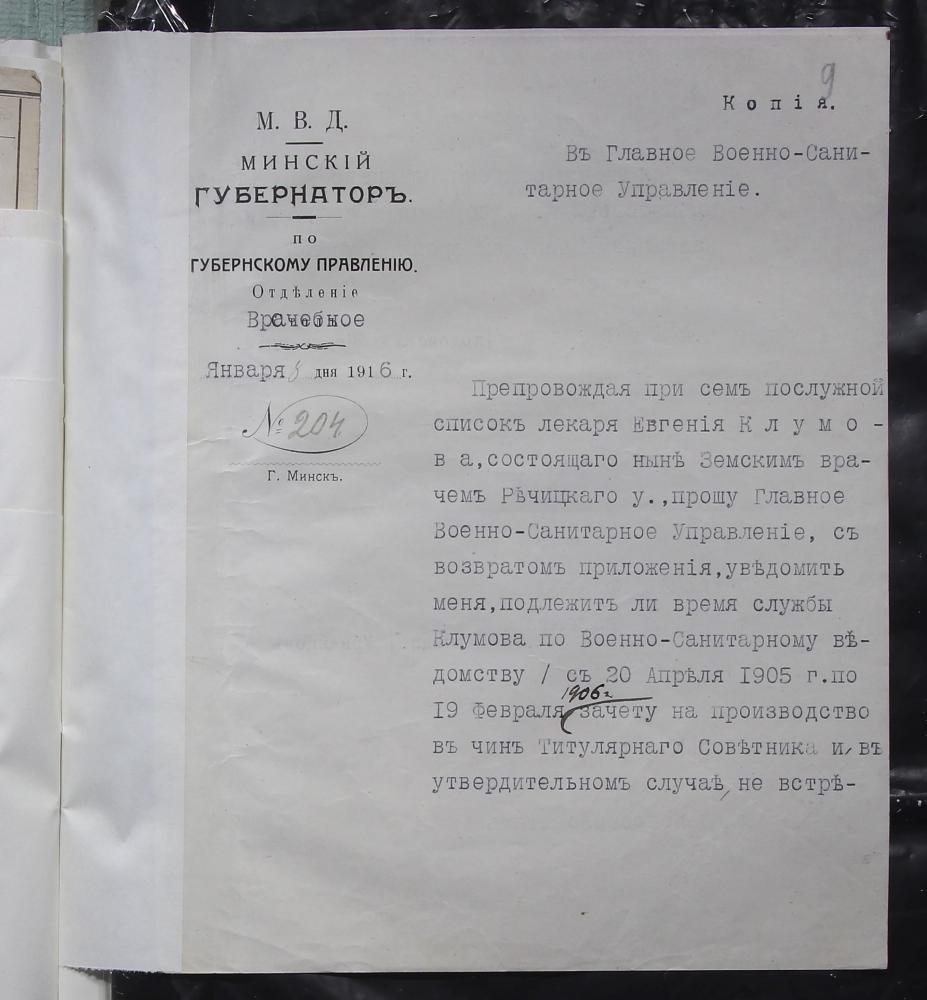 9
Копія.
М. В. Д.
МИНСКІЙ
ГУБЕРНАТОРЪ.
ПО
ГУБЕРНСКОМУ ПРАВЛЕНІЮ.
Отдѣленіе
Врачебное
Января 8 дня 1916 г.
№ 204
Г. Минскъ.
Въ Главное Военно-Сани-
тарное Управленіе.
Препровождая при семъ послужной
списокъ лекаря Евгенія К л у м о -
в а,состоящаго нынѣ Земскимъ вра-
чемъ Рѣчицкаго у.,прошу Главное
Военно-Санитарное Управленіе, съ
возвратомъ приложенія,увѣдомить
меня,подлежитъ ли время службы
Клумова по Военно-Санитарному вѣ-
домству / съ 20 Апрѣля 1905 г.по
1906 г.
19 Февраля зачету на производство
въ чинъ Титулярнаго Совѣтника и, въ
утвердительномъ случаѣ, не встрѣ-